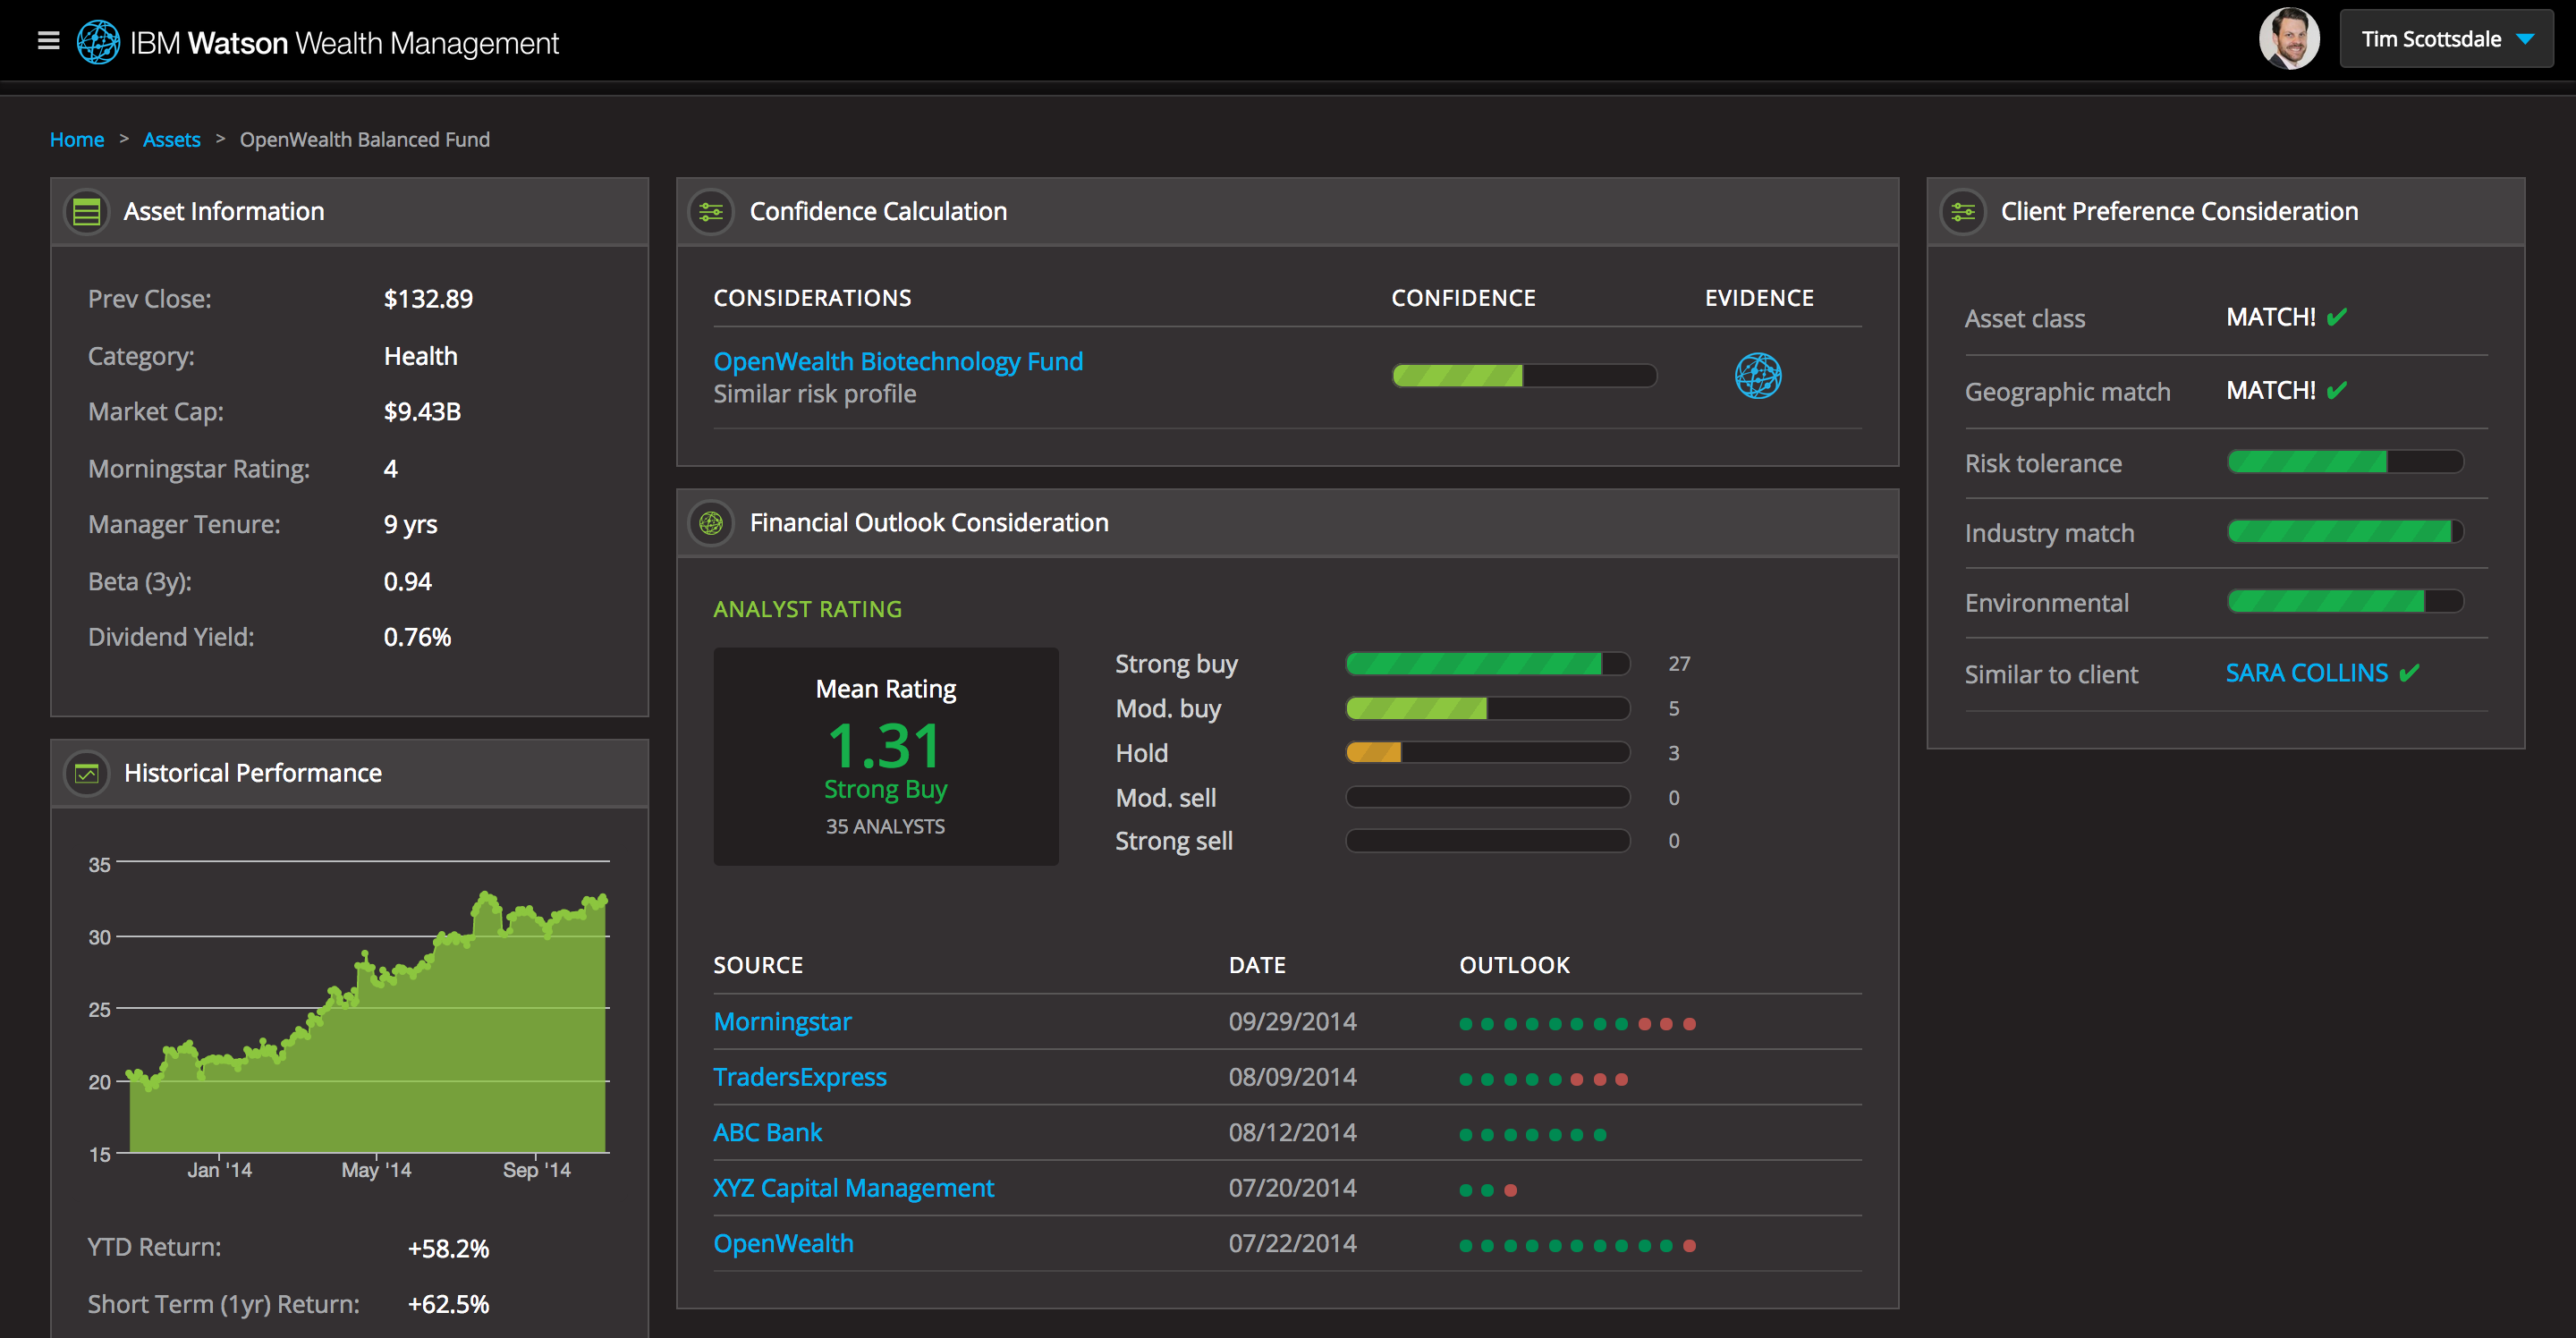 IBM Watson Wealth Management
Tim Scottsdale
Home > Assets > OpenWealth Balanced Fund
Asset Information
Prev Close: $132.89
Category: Health
Market Cap: $9.43B
Morningstar Rating: 4
Manager Tenure: 9 yrs
Beta (3y): 0.94
Dividend Yield: 0.76%
Historical Performance
35
30
25
20
15
Jan '14 May '14 Sep '14
YTD Return: +58.2%
Short Term (1yr) Return: +62.5%
Confidence Calculation
CONSIDERATIONS CONFIDENCE EVIDENCE
OpenWealth Biotechnology Fund
Similar risk profile
Financial Outlook Consideration
ANALYST RATING
Mean Rating
1.31
Strong Buy
35 ANALYSTS
Strong buy 27
Mod. buy 5
Hold 3
Mod. sell 0
Strong sell 0
SOURCE DATE OUTLOOK
Morningstar 09/29/2014
TradersExpress 08/09/2014
ABC Bank 08/12/2014
XYZ Capital Management 07/20/2014
OpenWealth 07/22/2014
Client Preference Consideration
Asset class MATCH! ✔
Geographic match MATCH! ✔
Risk tolerance
Industry match
Environmental
Similar to client SARA COLLINS ✔